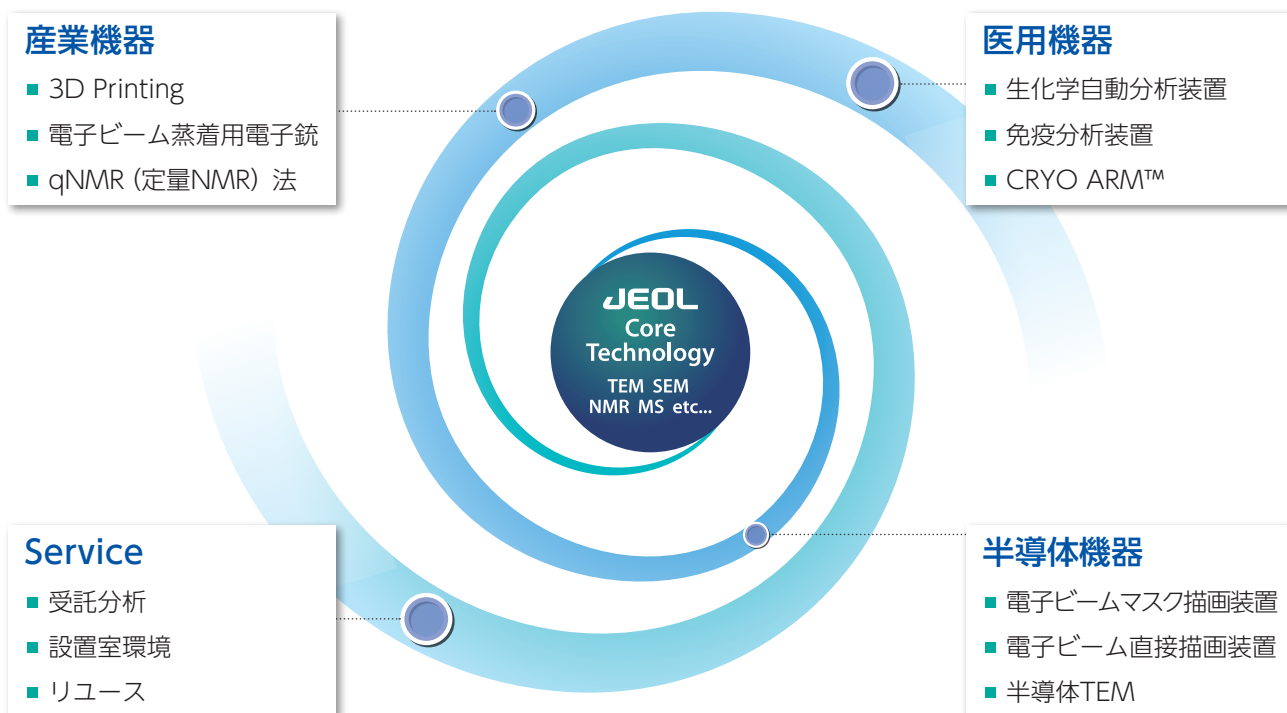 産業機器
3D Printing
電子ビーム蒸着用電子銃
qNMR（定量NMR）法
医用機器
生化学自動分析装置
免疫分析装置
CRYO ARM™
JEOL
Core
Technology
TEM SEM
NMR MS etc...
Service
受託分析
設置室環境
リユース
半導体機器
電子ビームマスク描画装置
電子ビーム直接描画装置
半導体TEM